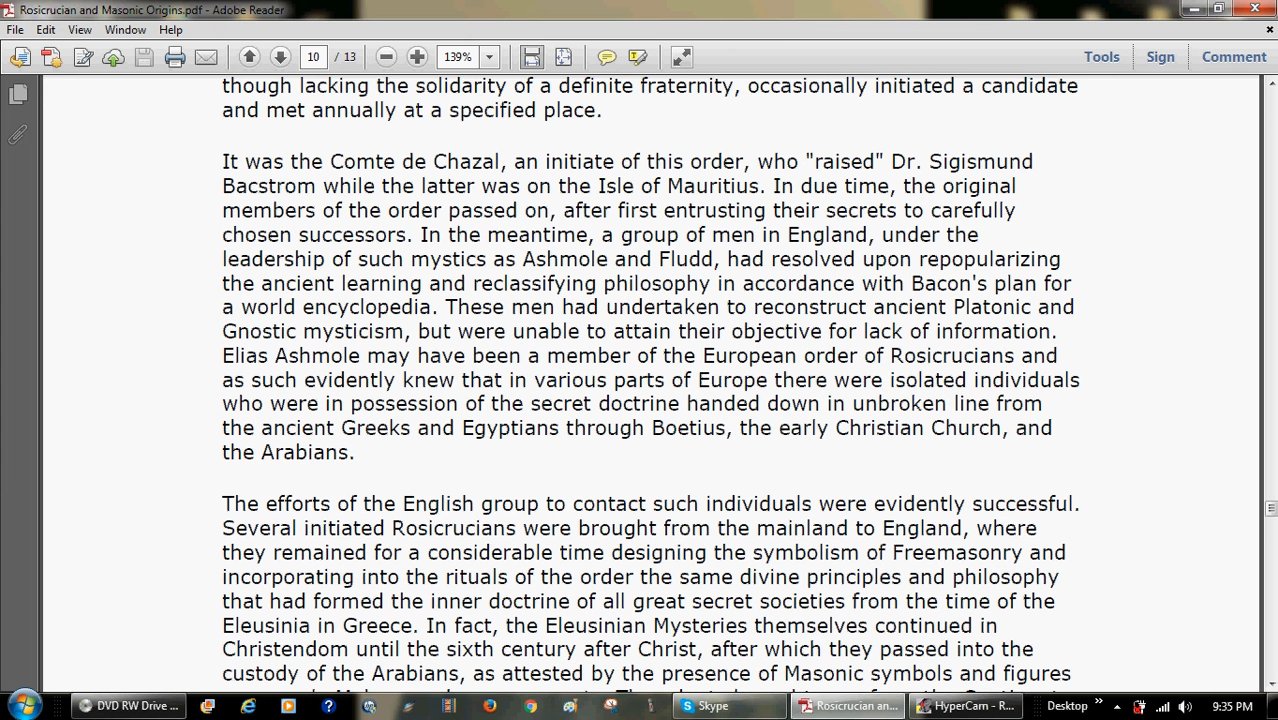 Rosicrucian and Masonic Origins.pdf - Adobe Reader
File Edit View Window Help
10 / 13 139% Tools Sign Comment
though lacking the solidarity of a definite fraternity, occasionally initiated a candidate
and met annually at a specified place.
It was the Comte de Chazal, an initiate of this order, who "raised" Dr. Sigismund
Bacstrom while the latter was on the Isle of Mauritius. In due time, the original
members of the order passed on, after first entrusting their secrets to carefully
chosen successors. In the meantime, a group of men in England, under the
leadership of such mystics as Ashmole and Fludd, had resolved upon repopularizing
the ancient learning and reclassifying philosophy in accordance with Bacon's plan for
a world encyclopedia. These men had undertaken to reconstruct ancient Platonic and
Gnostic mysticism, but were unable to attain their objective for lack of information.
Elias Ashmole may have been a member of the European order of Rosicrucians and
as such evidently knew that in various parts of Europe there were isolated individuals
who were in possession of the secret doctrine handed down in unbroken line from
the ancient Greeks and Egyptians through Boetius, the early Christian Church, and
the Arabians.
The efforts of the English group to contact such individuals were evidently successful.
Several initiated Rosicrucians were brought from the mainland to England, where
they remained for a considerable time designing the symbolism of Freemasonry and
incorporating into the rituals of the order the same divine principles and philosophy
that had formed the inner doctrine of all great secret societies from the time of the
Eleusinia in Greece. In fact, the Eleusinian Mysteries themselves continued in
Christendom until the sixth century after Christ, after which they passed into the
custody of the Arabians, as attested by the presence of Masonic symbols and figures
DVD RW Drive ... Skype Rosicrucian an... HyperCam - R... Desktop 9:35 PM